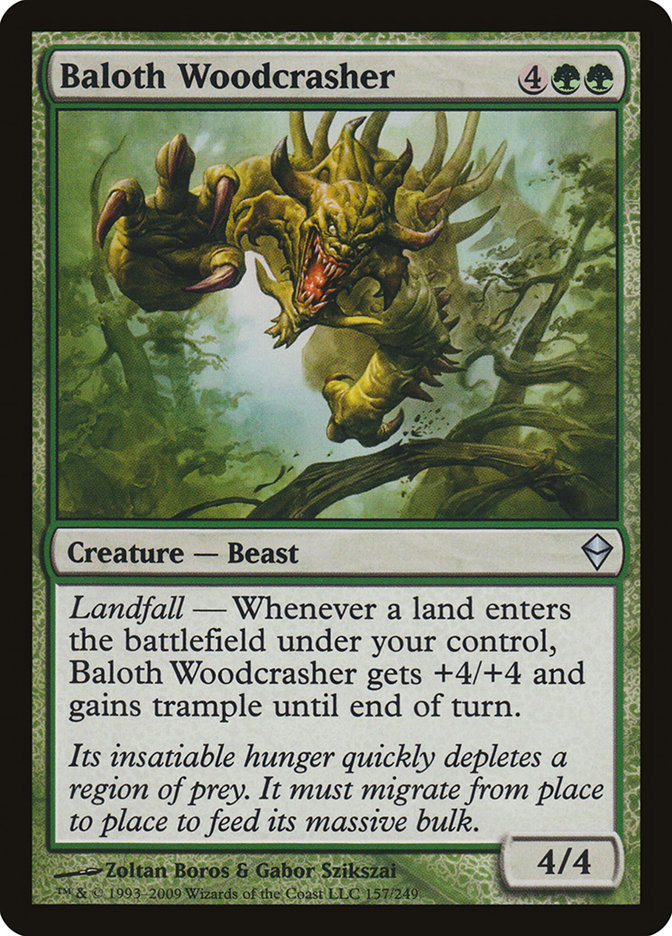 Baloth Woodcrasher 4
Creature — Beast
Landfall — Whenever a land enters
the battlefield under your control,
Baloth Woodcrasher gets +4/+4 and
gains trample until end of turn.
Its insatiable hunger quickly depletes a
region of prey. It must migrate from place
to place to feed its massive bulk.
4/4
Zoltan Boros & Gabor Szikszai
™ & © 1993–2009 Wizards of the Coast LLC 157/249